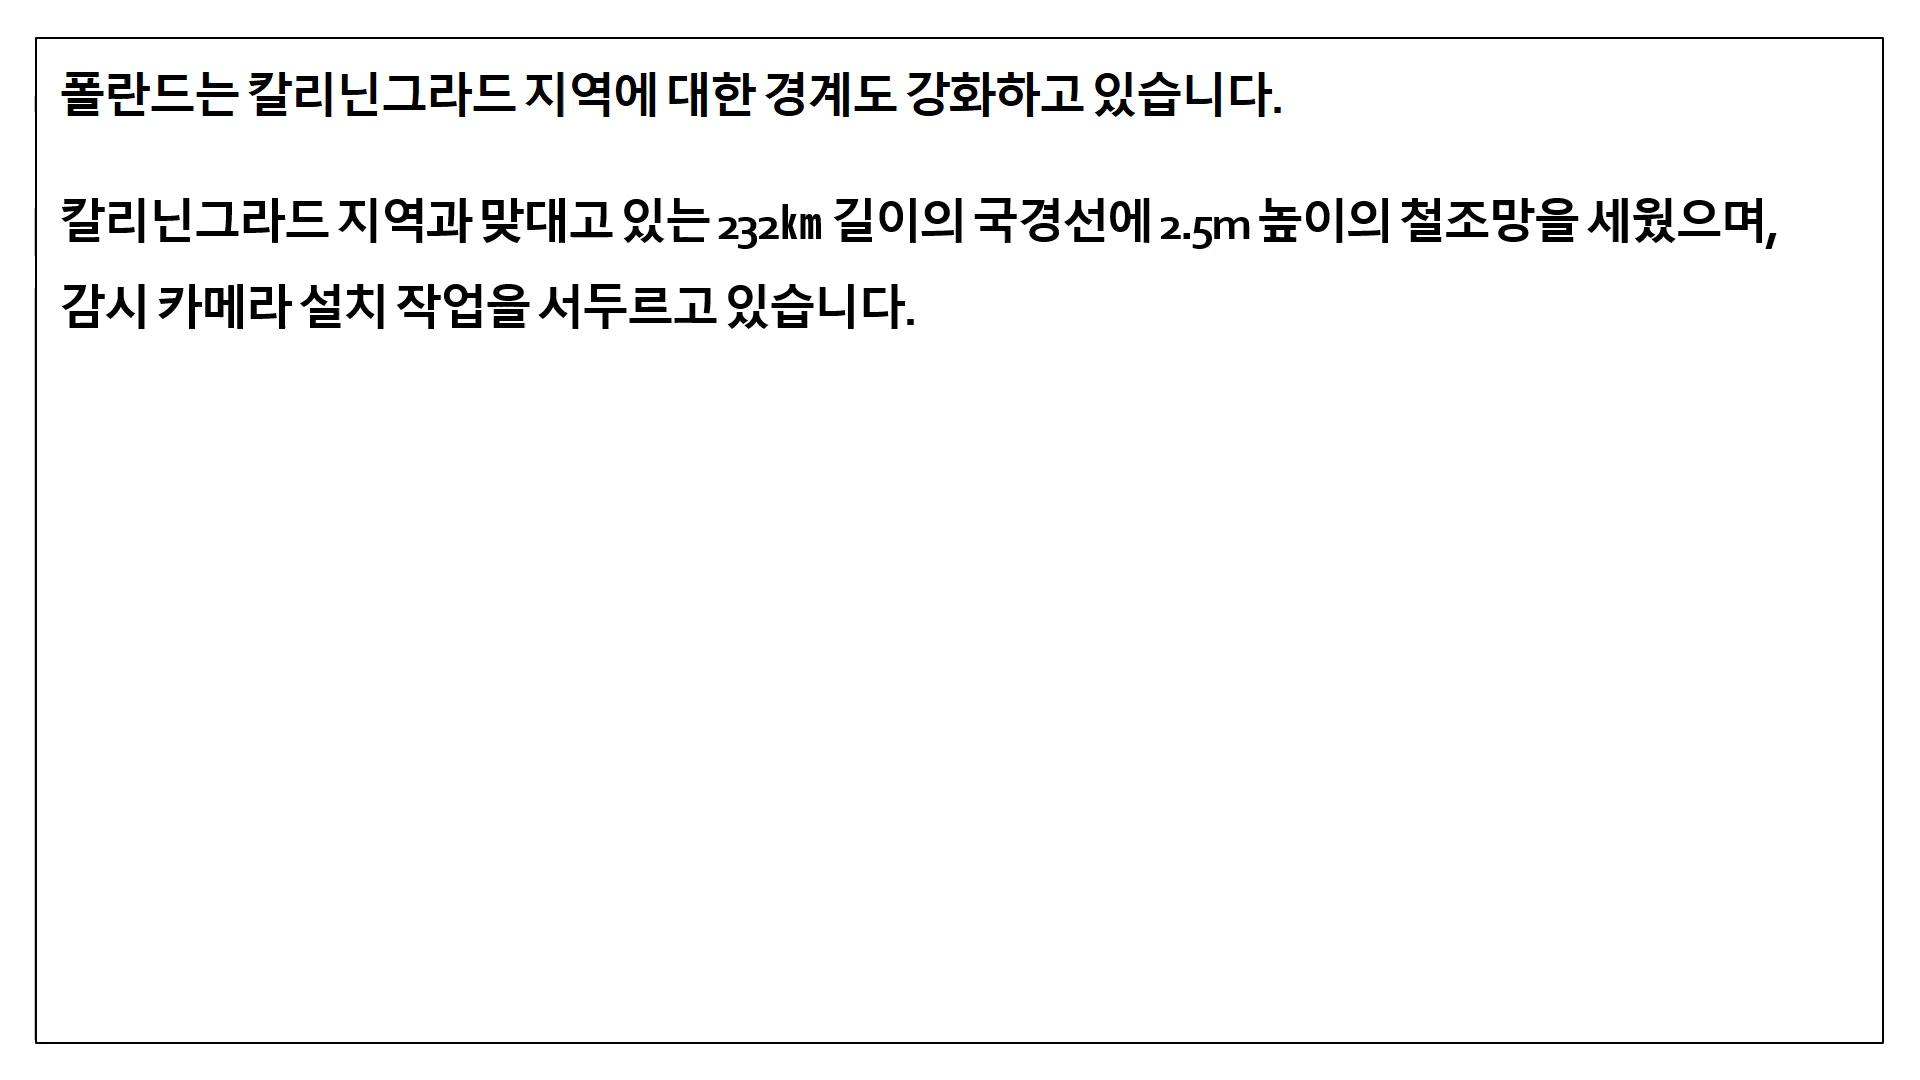 폴란드는 칼리닌그라드 지역에 대한 경계도 강화하고 있습니다.
칼리닌그라드 지역과 맞대고 있는 232㎞ 길이의 국경선에 2.5m 높이의 철조망을 세웠으며,
감시 카메라 설치 작업을 서두르고 있습니다.